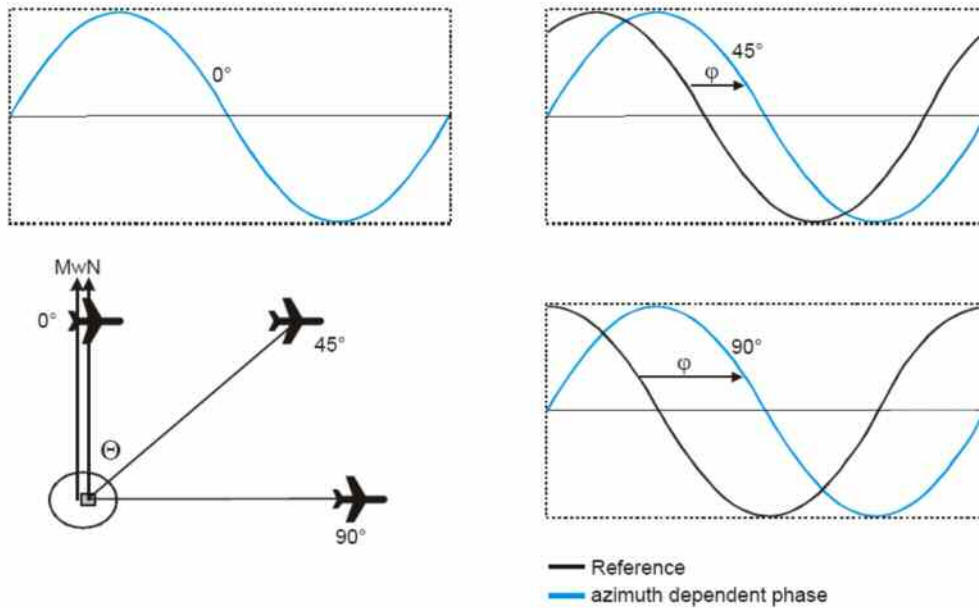 0°
45°
φ
MwN
0°
45°
Θ
90°
90°
φ
Reference
azimuth dependent phase